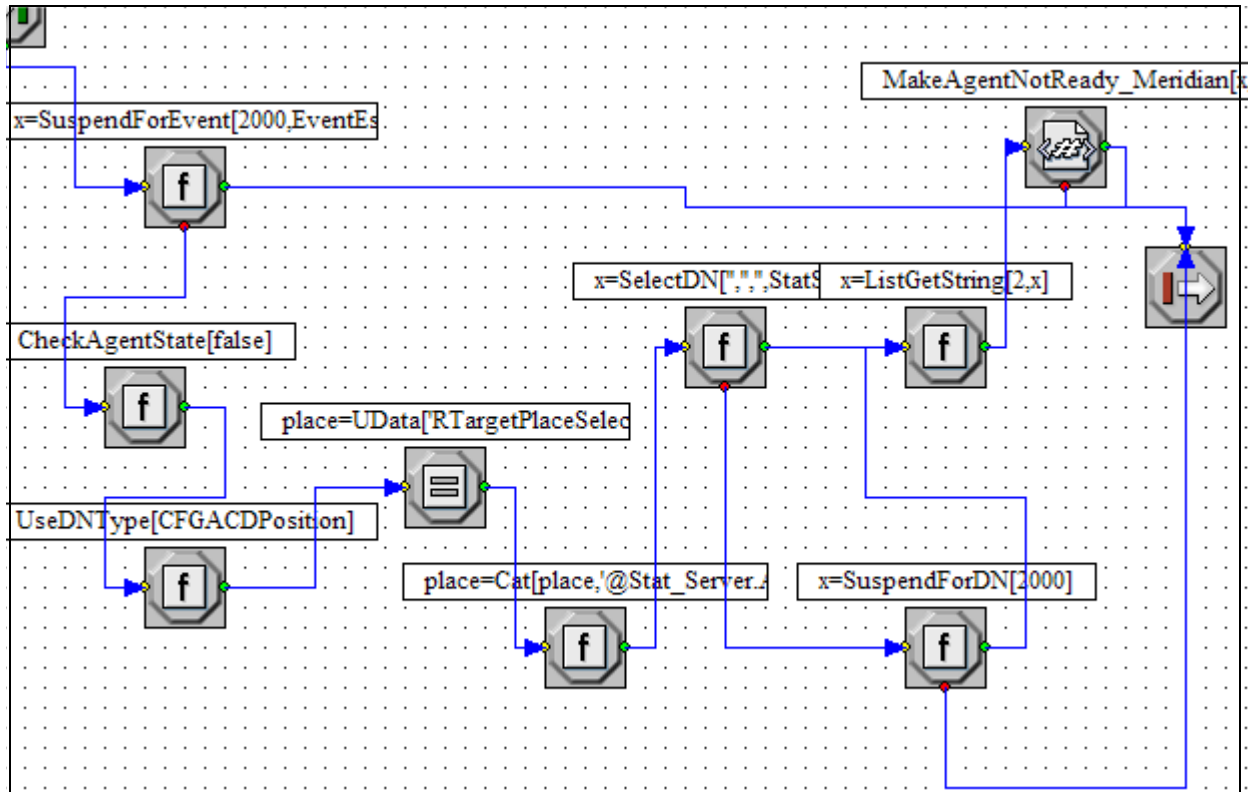 MakeAgentNotReady_Meridian[x
x=SuspendForEvent[2000,EventEs
x=SelectDN['','','',StatS
x=ListGetString[2,x]
CheckAgentState[false]
place=UData['RTargetPlaceSelec
UseDNType[CFGACDPosition]
place=Cat[place,'@Stat_Server.A
x=SuspendForDN[2000]
f
f
f
f
f
f
f